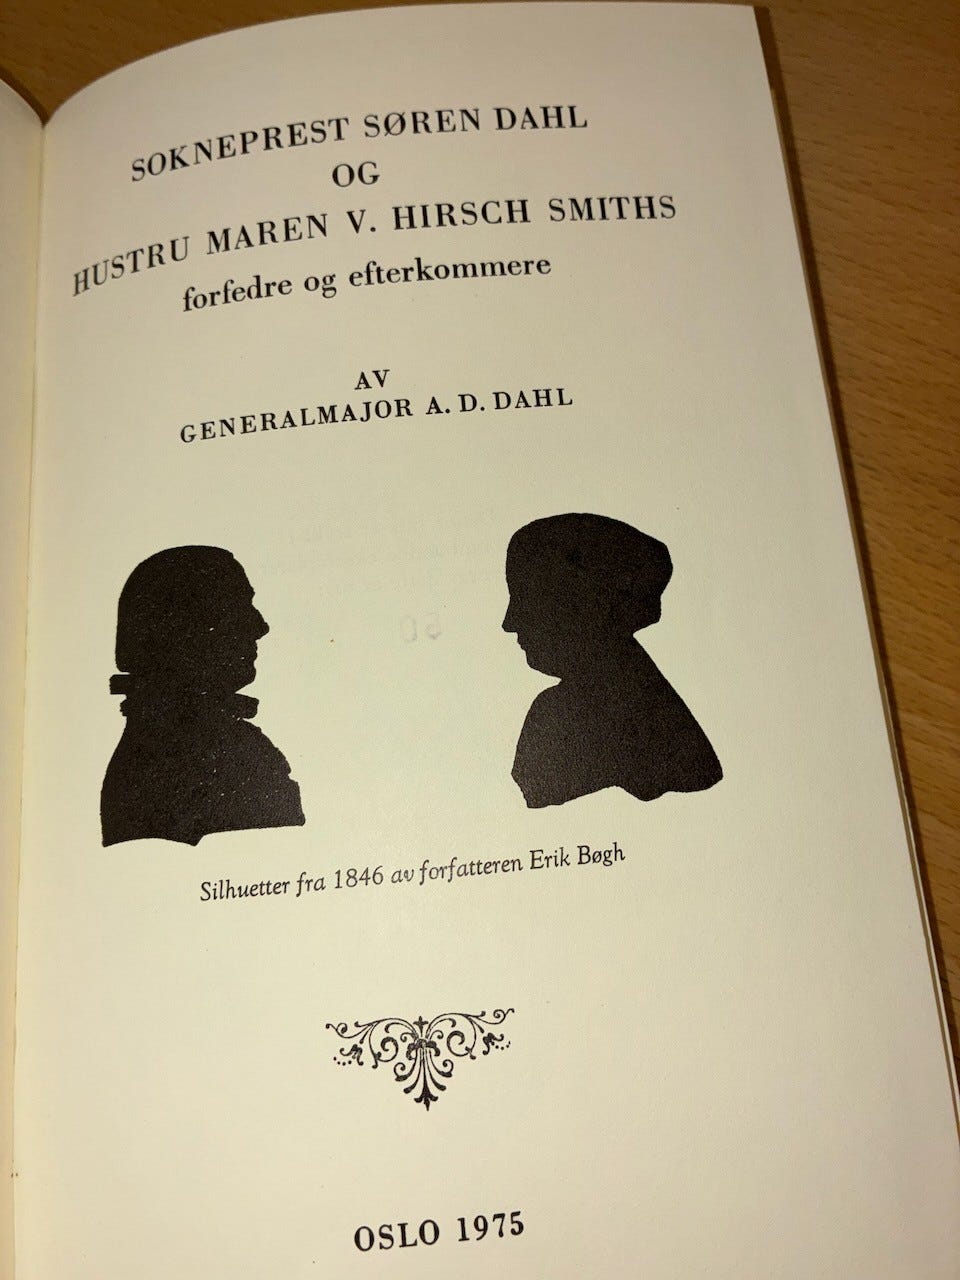 SOKNEPREST SØREN DAHL
OG
HUSTRU MAREN V. HIRSCH SMITHS
forfedre og efterkommere
AV
GENERALMAJOR A. D. DAHL
Silhuetter fra 1846 av forfatteren Erik Bøgh
OSLO 1975